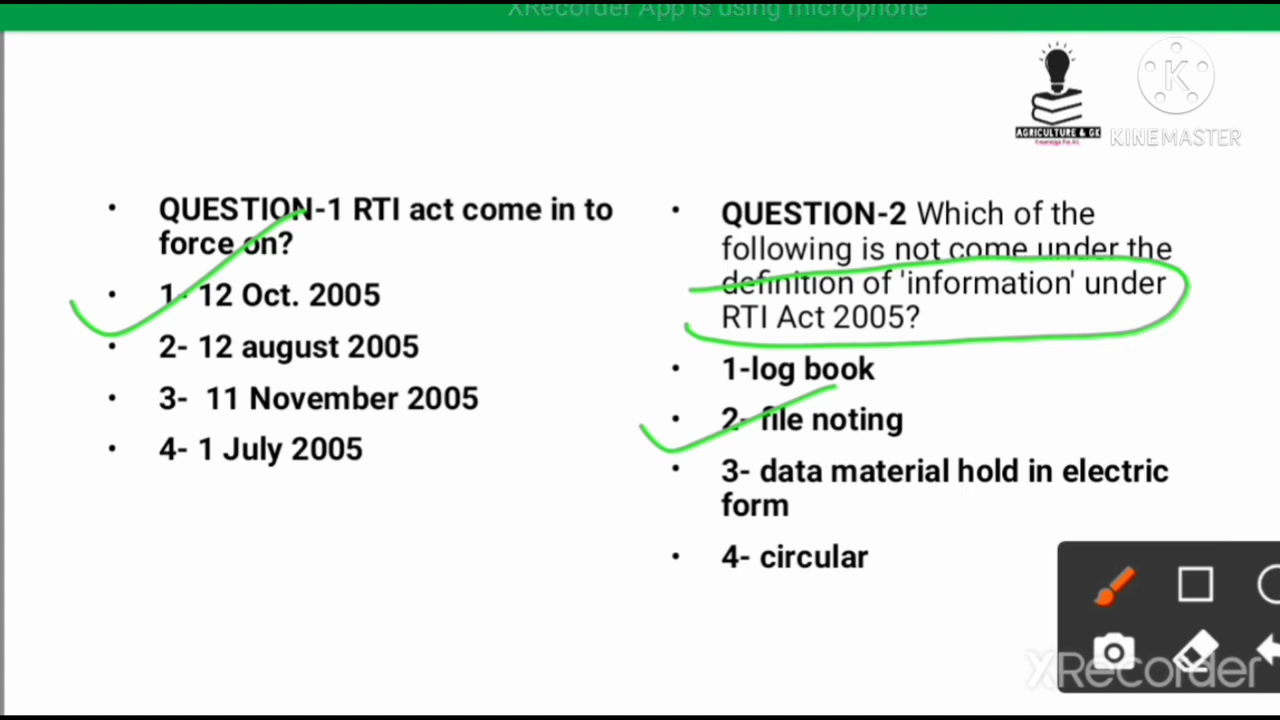 XRecorder App is using microphone
AGRICULTURE & GK
Knowledge For All
K
KINEMASTER
• QUESTION-1 RTI act come in to
force on?
• 1- 12 Oct. 2005
• 2- 12 august 2005
• 3- 11 November 2005
• 4- 1 July 2005
• QUESTION-2 Which of the
following is not come under the
definition of 'information' under
RTI Act 2005?
• 1-log book
• 2- file noting
• 3- data material hold in electric
form
• 4- circular
XRecorder